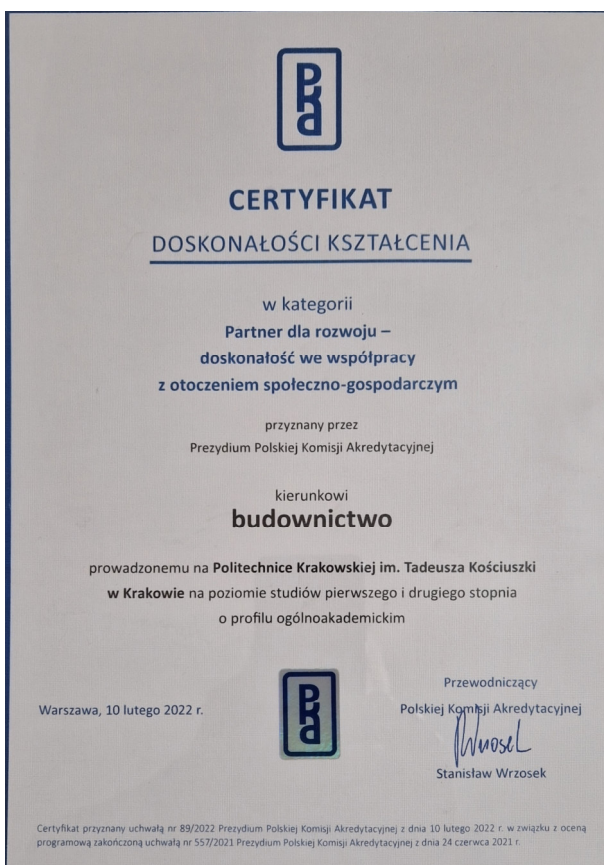 PKA
CERTYFIKAT
DOSKONAŁOŚCI KSZTAŁCENIA
w kategorii
Partner dla rozwoju –
doskonałość we współpracy
z otoczeniem społeczno-gospodarczym
przyznany przez
Prezydium Polskiej Komisji Akredytacyjnej
kierunkowi
budownictwo
prowadzonemu na Politechnice Krakowskiej im. Tadeusza Kościuszki
w Krakowie na poziomie studiów pierwszego i drugiego stopnia
o profilu ogólnoakademickim
Warszawa, 10 lutego 2022 r.
PKA
Przewodniczący
Polskiej Komisji Akredytacyjnej
Wrosek
Stanisław Wrzosek
Certyfikat przyznany uchwałą nr 89/2022 Prezydium Polskiej Komisji Akredytacyjnej z dnia 10 lutego 2022 r. w związku z oceną
programową zakończoną uchwałą nr 557/2021 Prezydium Polskiej Komisji Akredytacyjnej z dnia 24 czerwca 2021 r.